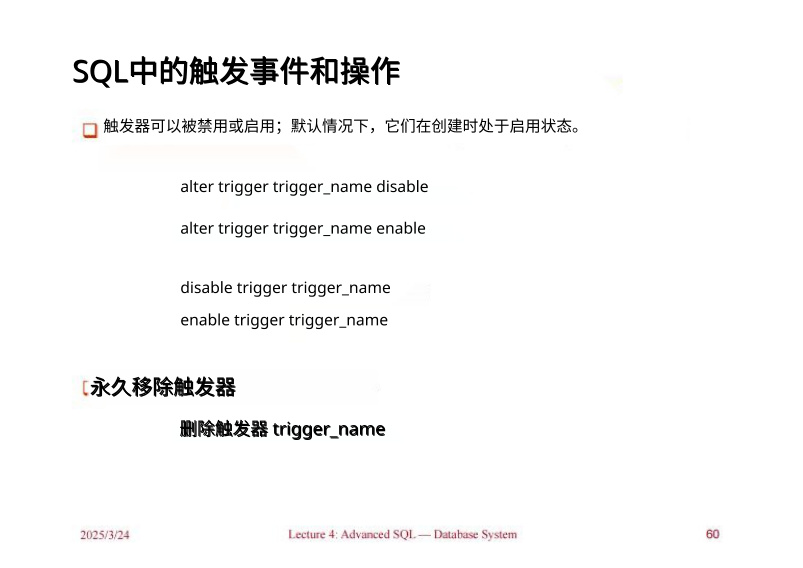 SQL中的触发事件和操作
触发器可以被禁用或启用；默认情况下，它们在创建时处于启用状态。
alter trigger trigger_name disable
alter trigger trigger_name enable
disable trigger trigger_name
enable trigger trigger_name
永久移除触发器
删除触发器 trigger_name
2025/3/24 Lecture 4: Advanced SQL — Database System 60